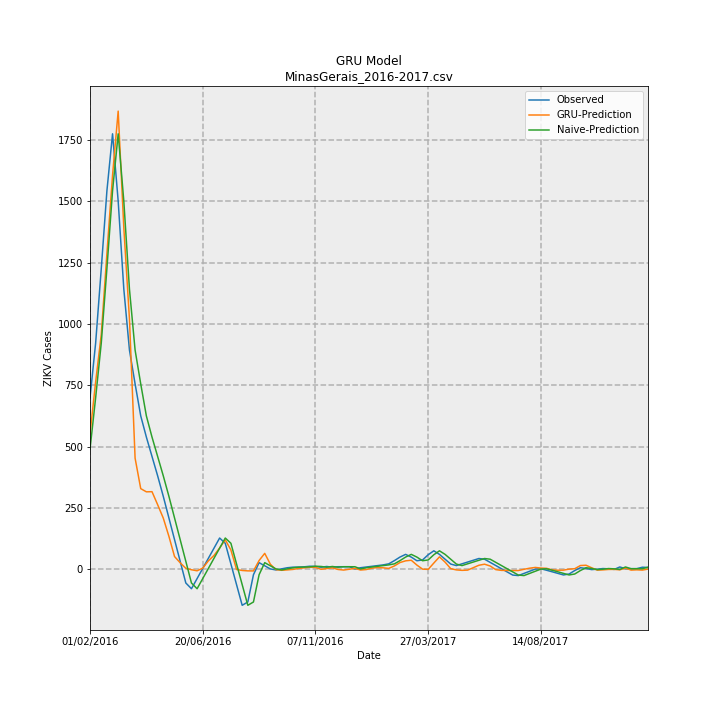 GRU Model
MinasGerais_2016-2017.csv
Observed
GRU-Prediction
Naive-Prediction
ZIKV Cases
1750
1500
1250
1000
750
500
250
0
01/02/2016
20/06/2016
07/11/2016
27/03/2017
14/08/2017
Date